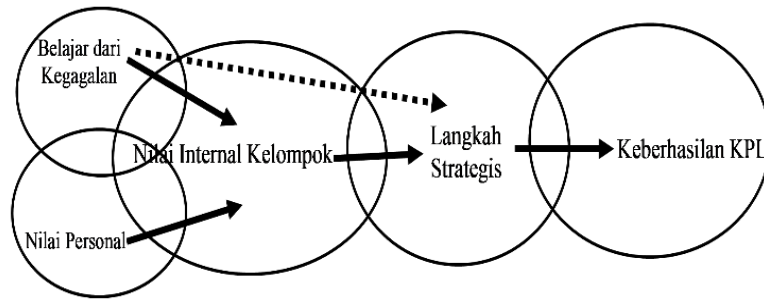 Belajar dari
Kegagalan
Nilai Internal Kelompok
Nilai Personal
Langkah
Strategis
Keberhasilan KPL